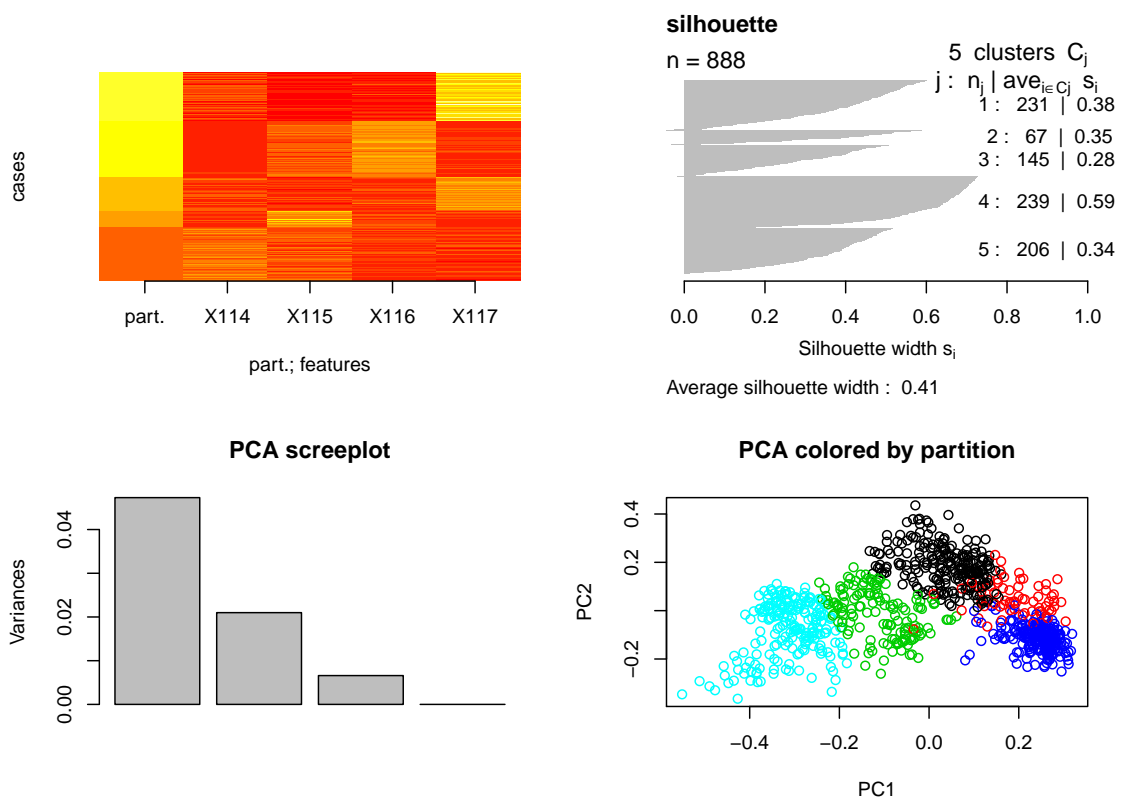 cases
part. X114 X115 X116 X117
part.; features
silhouette
n = 888
5 clusters Cj
j : nj | avei∈Cj si
1 : 231 | 0.38
2 : 67 | 0.35
3 : 145 | 0.28
4 : 239 | 0.59
5 : 206 | 0.34
0.0 0.2 0.4 0.6 0.8 1.0
Silhouette width si
Average silhouette width : 0.41
PCA screeplot
Variances
0.04
0.02
0.00
PCA colored by partition
PC2
0.4
0.2
−0.2
−0.4 −0.2 0.0 0.2
PC1